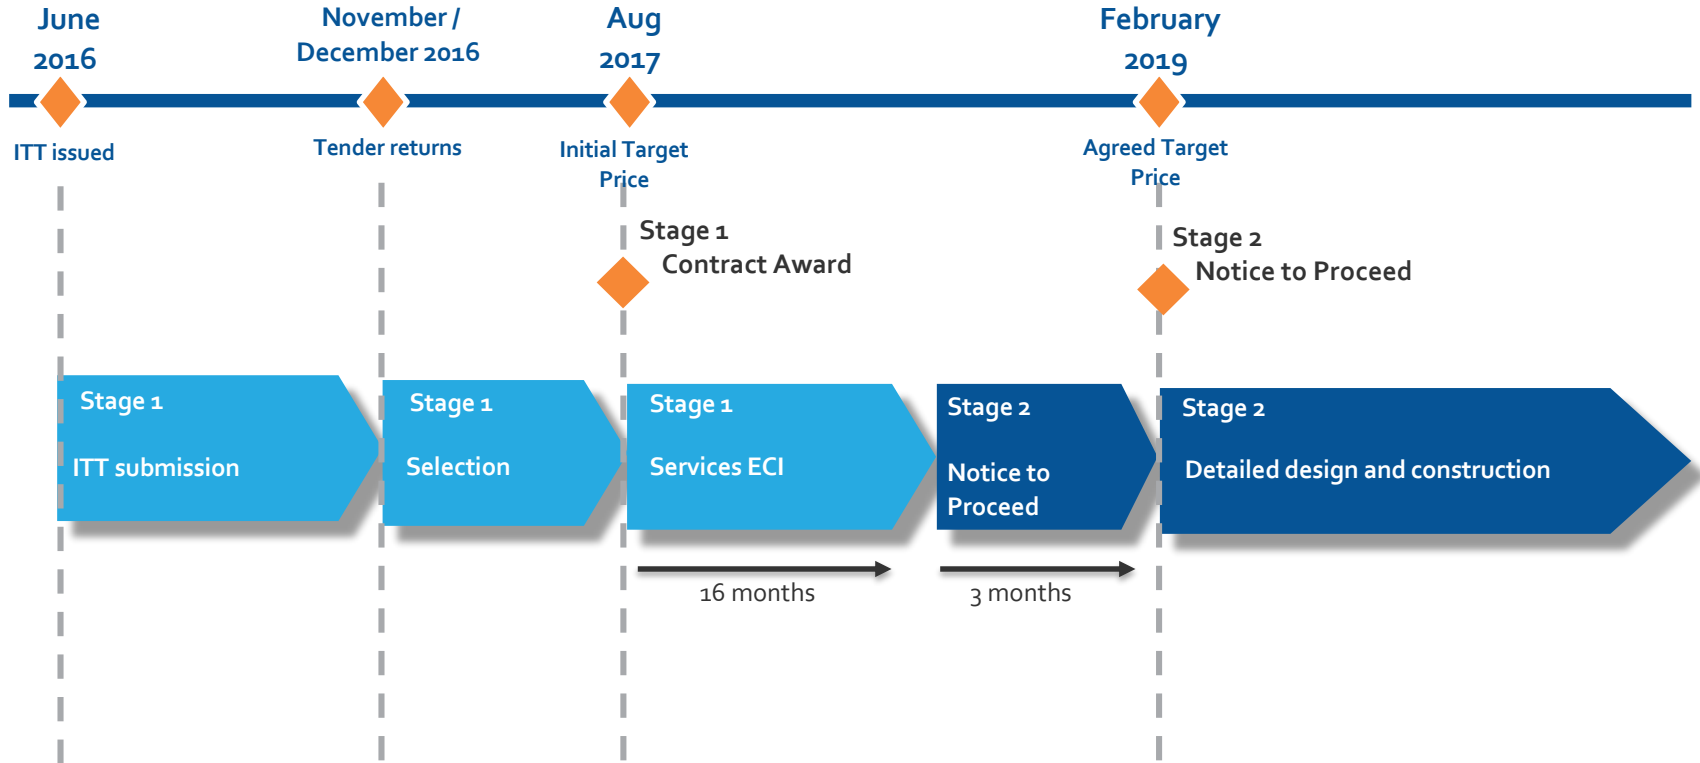 June
2016
November /
December 2016
Aug
2017
February
2019
ITT issued
Tender returns
Initial Target
Price
Agreed Target
Price
Stage 1
Contract Award
Stage 2
Notice to Proceed
Stage 1
ITT submission
Stage 1
Selection
Stage 1
Services ECI
Stage 2
Notice to
Proceed
Stage 2
Detailed design and construction
16 months
3 months